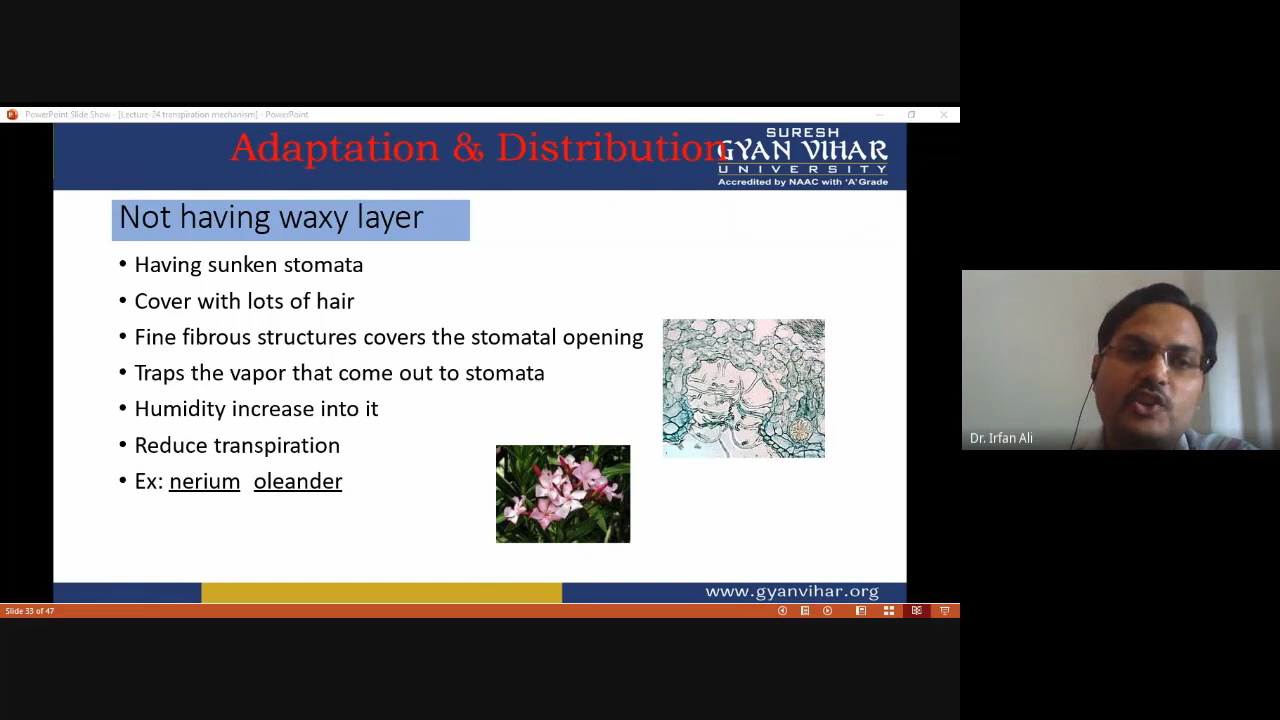 PowerPoint Slide Show - [Lecture-24 transpiration mechanism] - PowerPoint
Adaptation & Distribution
SURESH
GYAN VIHAR
UNIVERSITY
Accredited by NAAC with 'A' Grade
Not having waxy layer
• Having sunken stomata
• Cover with lots of hair
• Fine fibrous structures covers the stomatal opening
• Traps the vapor that come out to stomata
• Humidity increase into it
• Reduce transpiration
• Ex: nerium oleander
Dr. Irfan Ali
www.gyanvihar.org
Slide 33 of 47